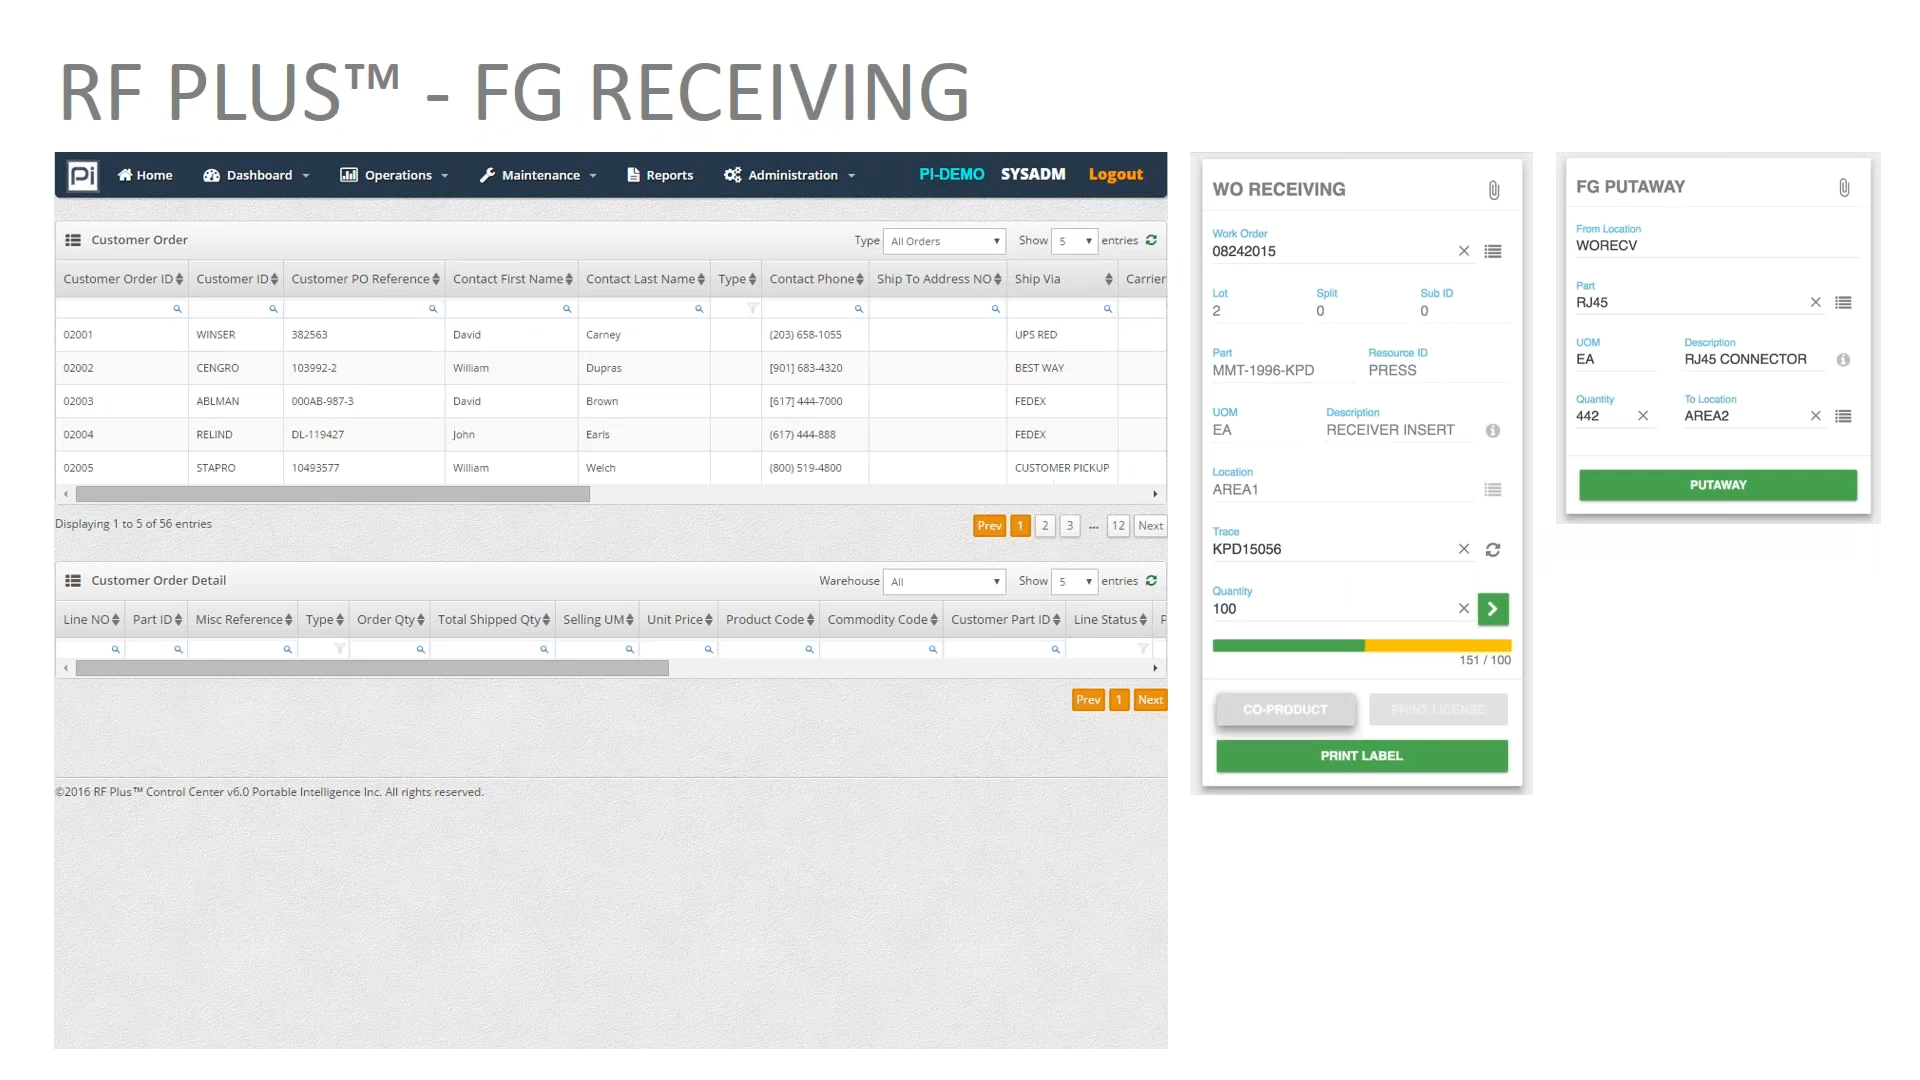 RF PLUS™ - FG RECEIVING
Pi Home Dashboard Operations Maintenance Reports Administration PI-DEMO SYSADM Logout
Customer Order Type All Orders Show 5 entries
Customer Order ID Customer ID Customer PO Reference Contact First Name Contact Last Name Type Contact Phone Ship To Address NO Ship Via Carrier
02001 WINSER 382563 David Carney (203) 658-1055 UPS RED
02002 CENGRO 103992-2 William Dupras [901] 683-4320 BEST WAY
02003 ABLMAN 000AB-987-3 David Brown [617] 444-7000 FEDEX
02004 RELIND DL-119427 John Earls (617) 444-888 FEDEX
02005 STAPRO 10493577 William Welch (800) 519-4800 CUSTOMER PICKUP
Displaying 1 to 5 of 56 entries Prev 1 2 3 ... 12 Next
Customer Order Detail Warehouse All Show 5 entries
Line NO Part ID Misc Reference Type Order Qty Total Shipped Qty Selling UM Unit Price Product Code Commodity Code Customer Part ID Line Status P
Prev 1 Next
©2016 RF Plus™ Control Center v6.0 Portable Intelligence Inc. All rights reserved.
WO RECEIVING
Work Order
08242015
Lot Split Sub ID
2 0 0
Part Resource ID
MMT-1996-KPD PRESS
UOM Description
EA RECEIVER INSERT
Location
AREA1
Trace
KPD15056
Quantity
100
151 / 100
CO-PRODUCT PRINT LICENSE
PRINT LABEL
FG PUTAWAY
From Location
WORECV
Part
RJ45
UOM Description
EA RJ45 CONNECTOR
Quantity To Location
442 AREA2
PUTAWAY